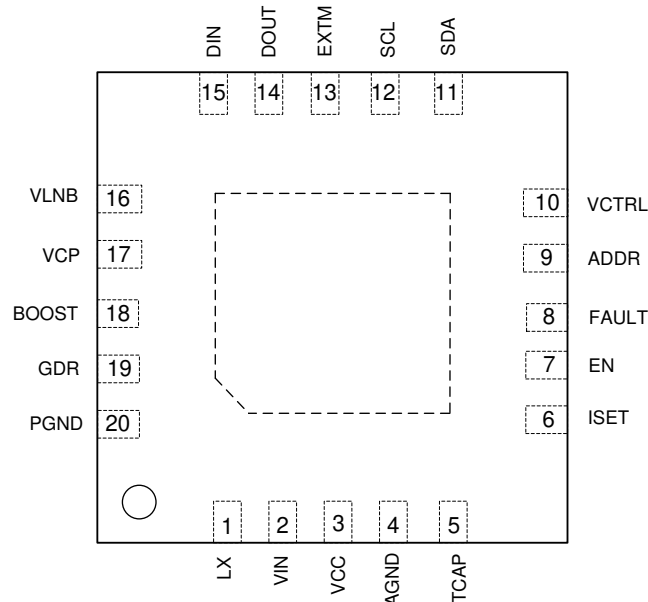 DIN DOUT EXTM SCL SDA
15 14 13 12 11
VLNB 16 10 VCTRL
VCP 17 9 ADDR
BOOST 18 8 FAULT
GDR 19 7 EN
PGND 20 6 ISET
1 2 3 4 5
LX VIN VCC AGND TCAP